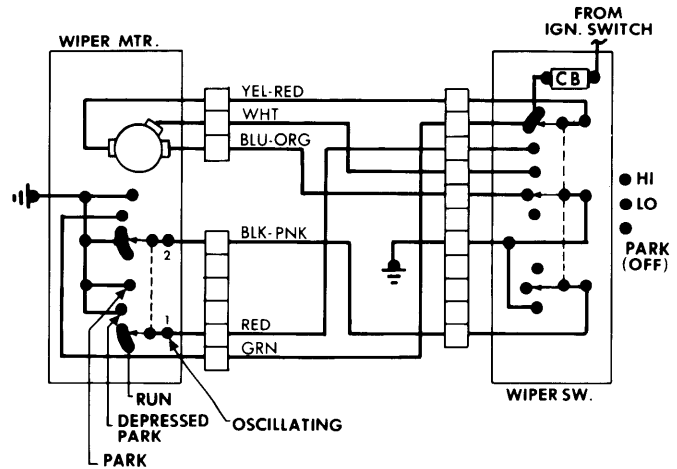 FROM
IGN. SWITCH
WIPER MTR.
CB
YEL-RED
WHT
BLU-ORG
HI
LO
PARK
(OFF)
BLK-PNK
2
1
RED
GRN
WIPER SW.
RUN
DEPRESSED
PARK
OSCILLATING
PARK